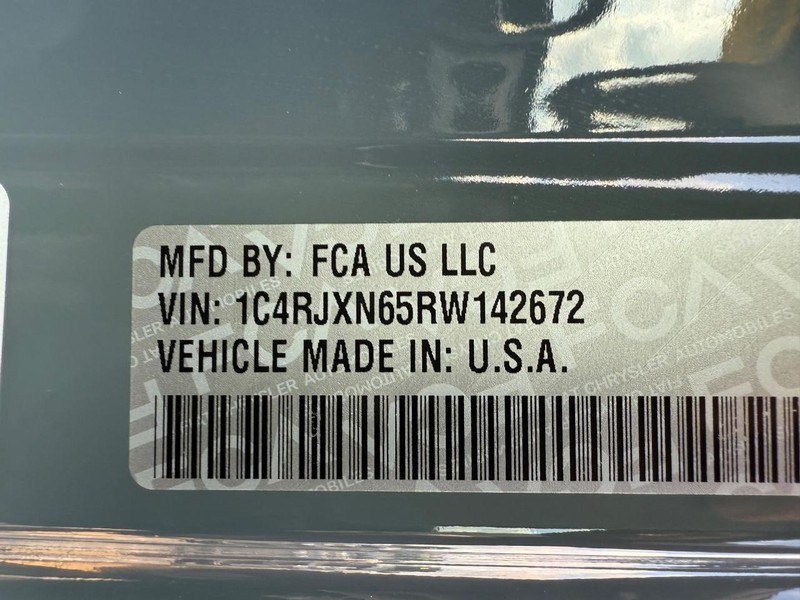 MFD BY: FCA US LLC
VIN: 1C4RJXN65RW142672
VEHICLE MADE IN: U.S.A.